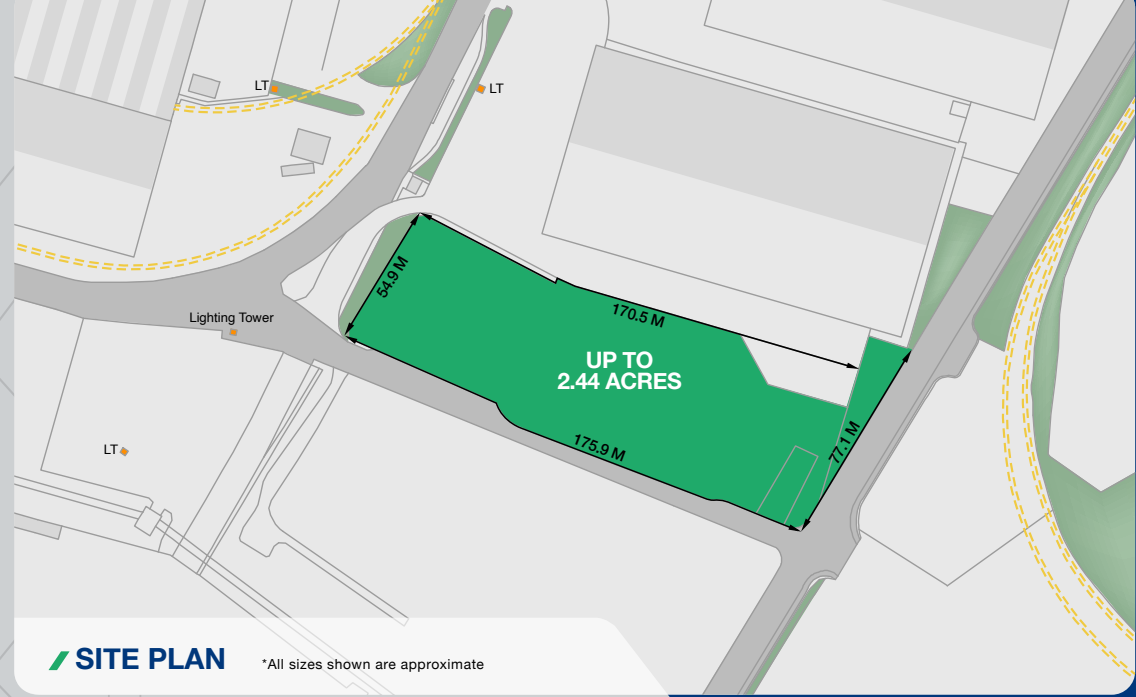 LT
LT
54.9 M
Lighting Tower
170.5 M
UP TO
2.44 ACRES
175.9 M
77.1 M
LT
SITE PLAN
*All sizes shown are approximate